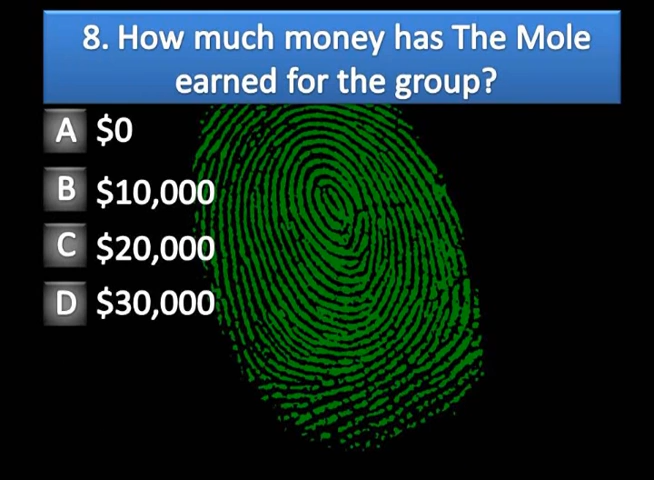 8. How much money has The Mole
earned for the group?
A $0
B $10,000
C $20,000
D $30,000